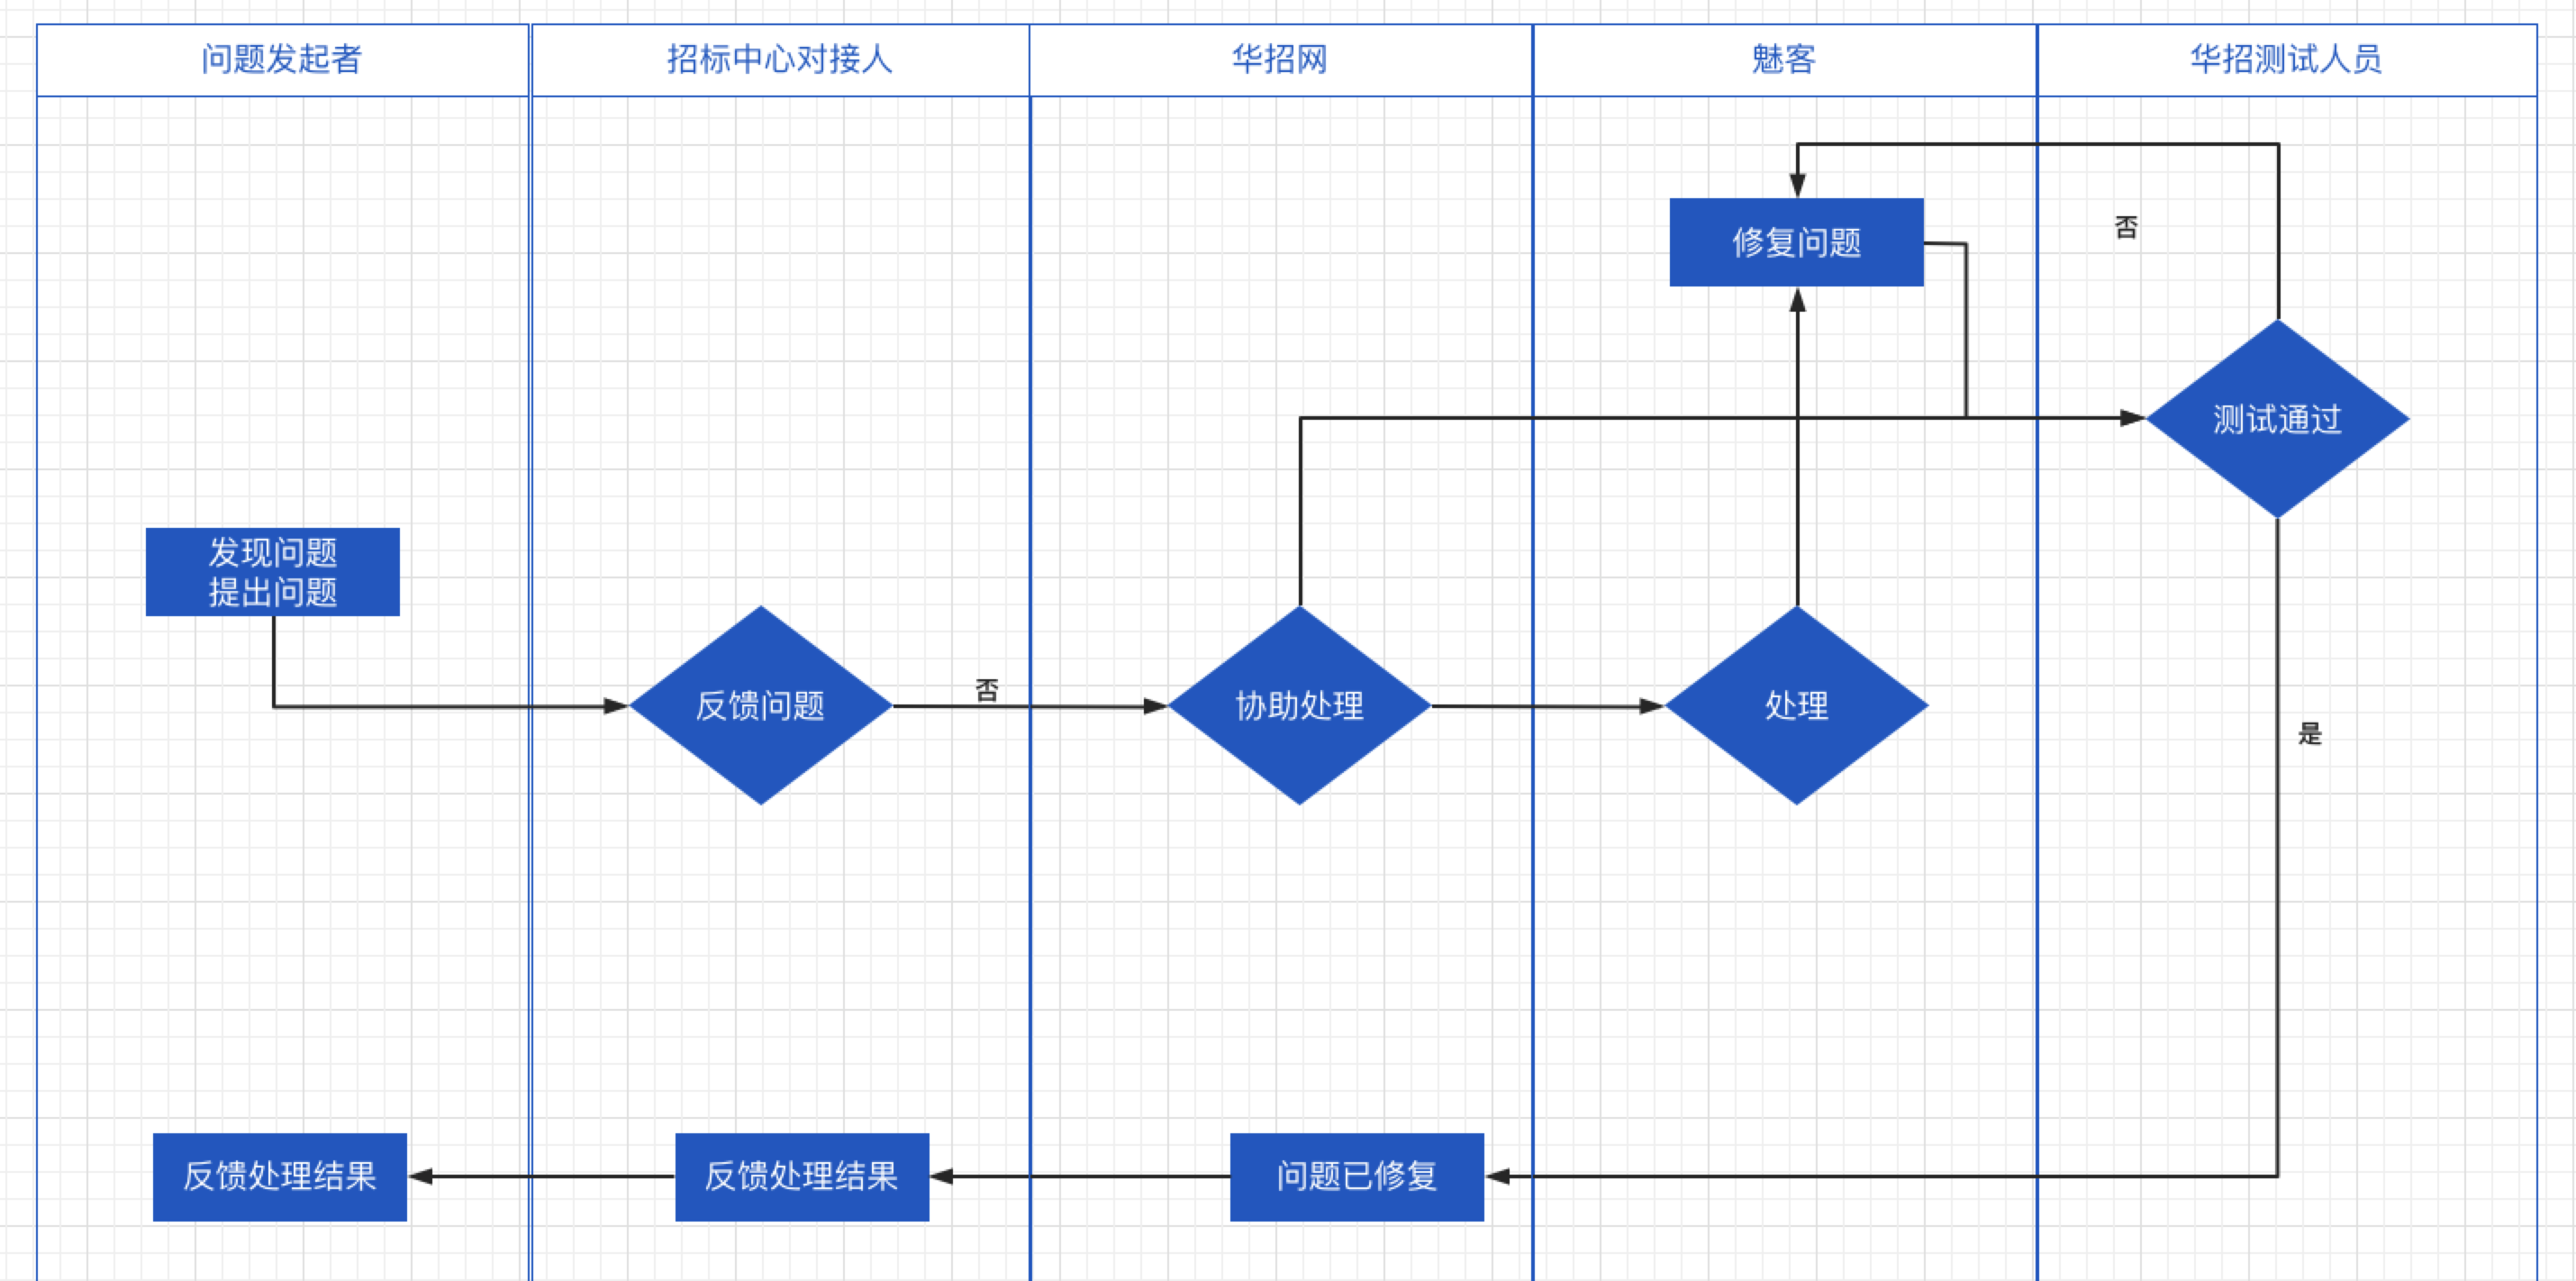 问题发起者
招标中心对接人
华招网
魅客
华招测试人员
修复问题
否
测试通过
发现问题
提出问题
反馈问题
否
协助处理
处理
是
反馈处理结果
反馈处理结果
问题已修复